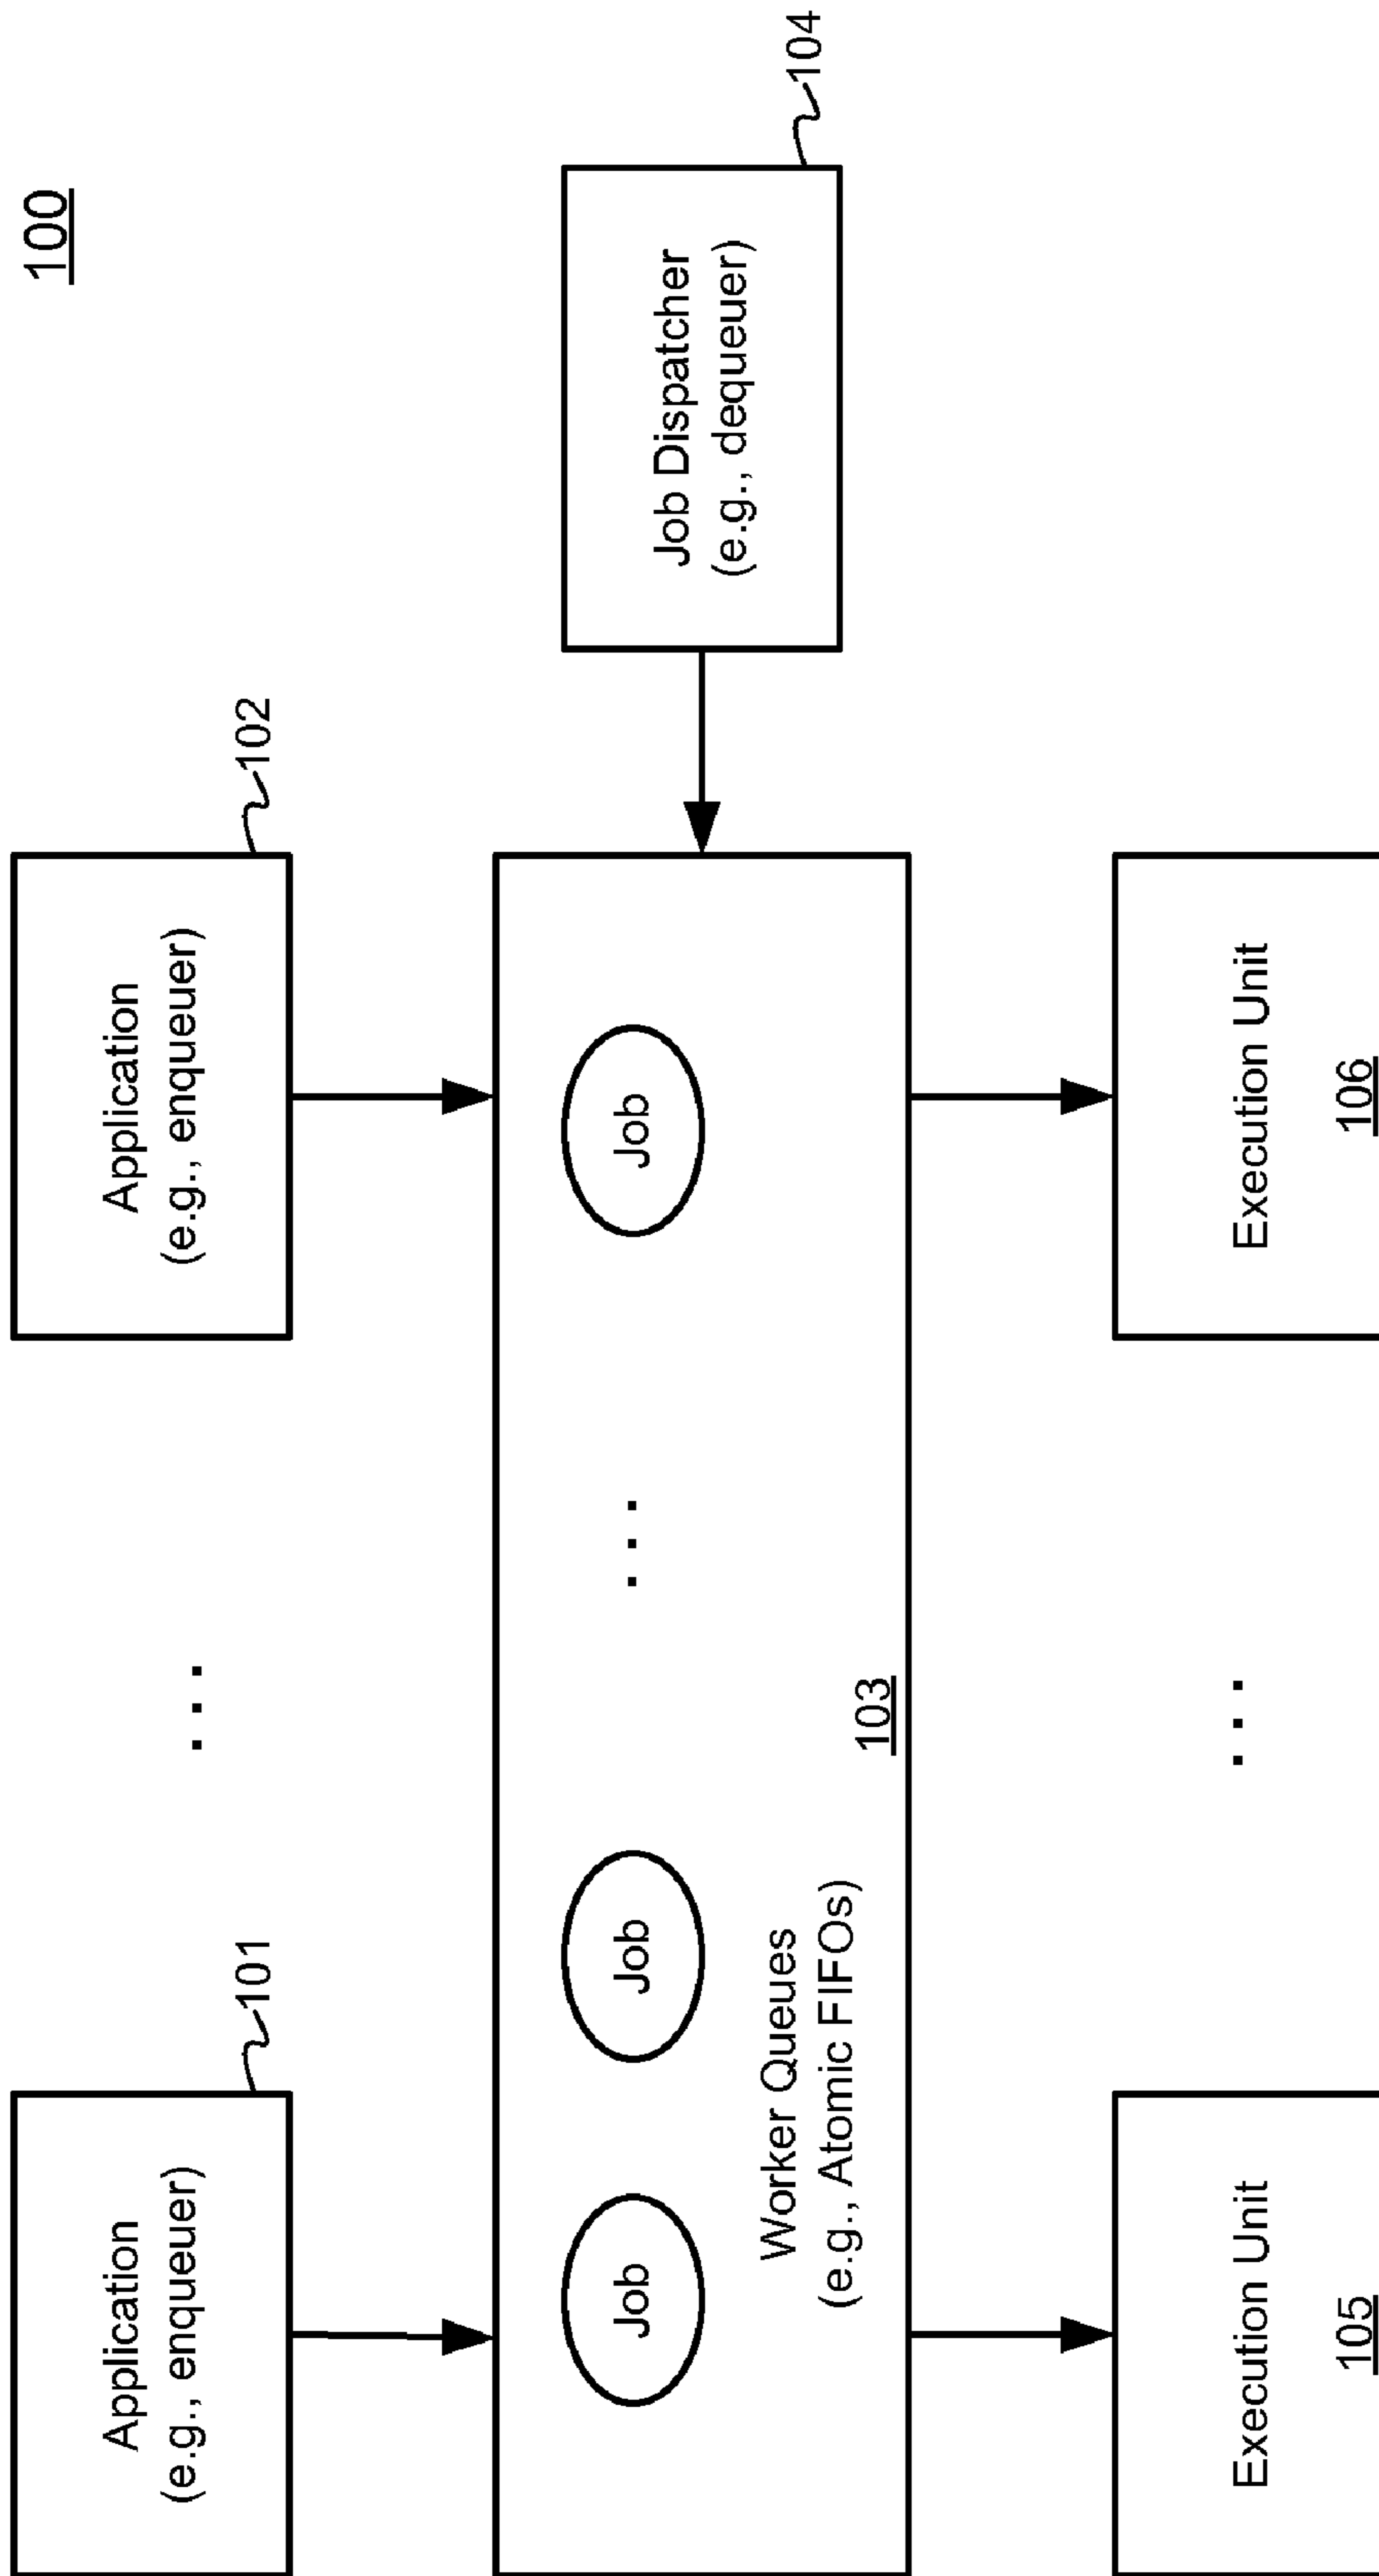 100
Application
(e.g., enqueuer)
101
...
Application
(e.g., enqueuer)
102
Job
Job
...
Job
Worker Queues
(e.g., Atomic FIFOs)
103
Job Dispatcher
(e.g., dequeuer)
104
Execution Unit
105
...
Execution Unit
106